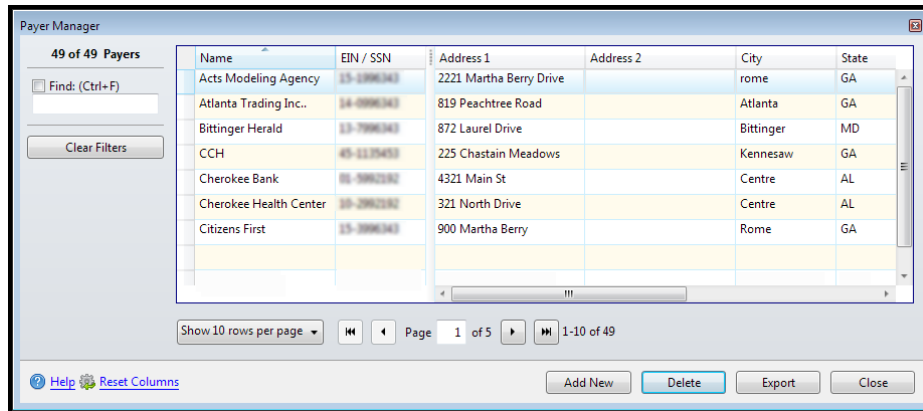 Payer Manager
49 of 49 Payers
Find: (Ctrl+F)
Clear Filters
Name EIN / SSN Address 1 Address 2 City State
Acts Modeling Agency 2221 Martha Berry Drive rome GA
Atlanta Trading Inc.. 819 Peachtree Road Atlanta GA
Bittinger Herald 872 Laurel Drive Bittinger MD
CCH 225 Chastain Meadows Kennesaw GA
Cherokee Bank 4321 Main St Centre AL
Cherokee Health Center 321 North Drive Centre AL
Citizens First 900 Martha Berry Rome GA
Show 10 rows per page Page 1 of 5 1-10 of 49
Help Reset Columns Add New Delete Export Close